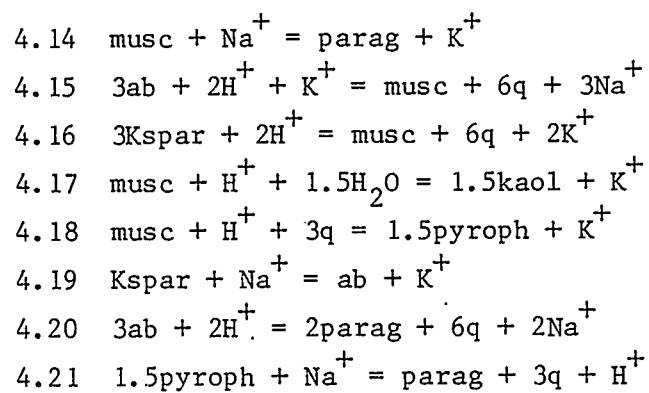 4.14 musc + Na⁺ = parag + K⁺
4.15 3ab + 2H⁺ + K⁺ = musc + 6q + 3Na⁺
4.16 3Kspar + 2H⁺ = musc + 6q + 2K⁺
4.17 musc + H⁺ + 1.5H₂O = 1.5kaol + K⁺
4.18 musc + H⁺ + 3q = 1.5pyroph + K⁺
4.19 Kspar + Na⁺ = ab + K⁺
4.20 3ab + 2H⁺ = 2parag + 6q + 2Na⁺
4.21 1.5pyroph + Na⁺ = parag + 3q + H⁺